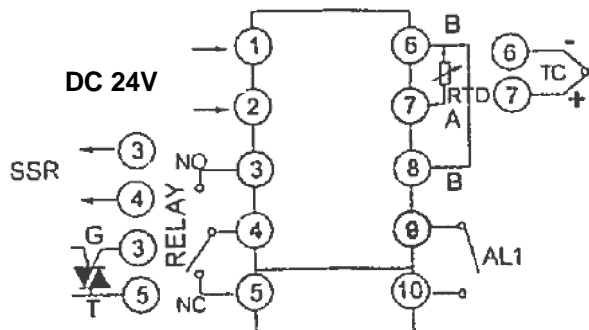 B
1
6
6
-
DC 24V
TC
RTD
7
7
+
2
A
3
NO
3
8
SSR
B
4
RELAY
4
9
G
3
AL1
5
NC
5
10
T